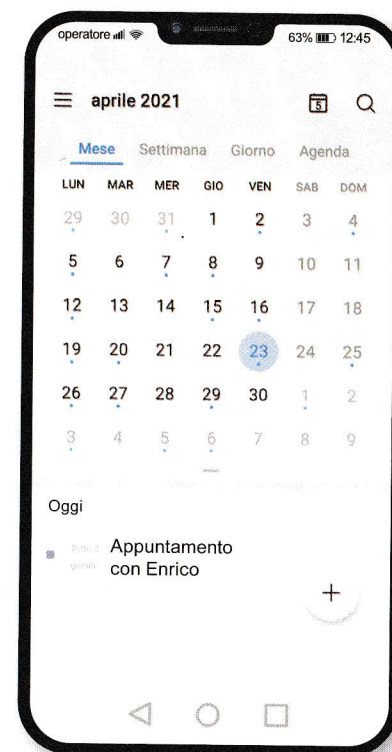 operatore 63% 12:45
aprile 2021 5
Mese Settimana Giorno Agenda
LUN MAR MER GIO VEN SAB DOM
29 30 31 1 2 3 4
5 6 7 8 9 10 11
12 13 14 15 16 17 18
19 20 21 22 23 24 25
26 27 28 29 30 1 2
3 4 5 6 7 8 9
Oggi
Tutto il
giorno
Appuntamento
con Enrico